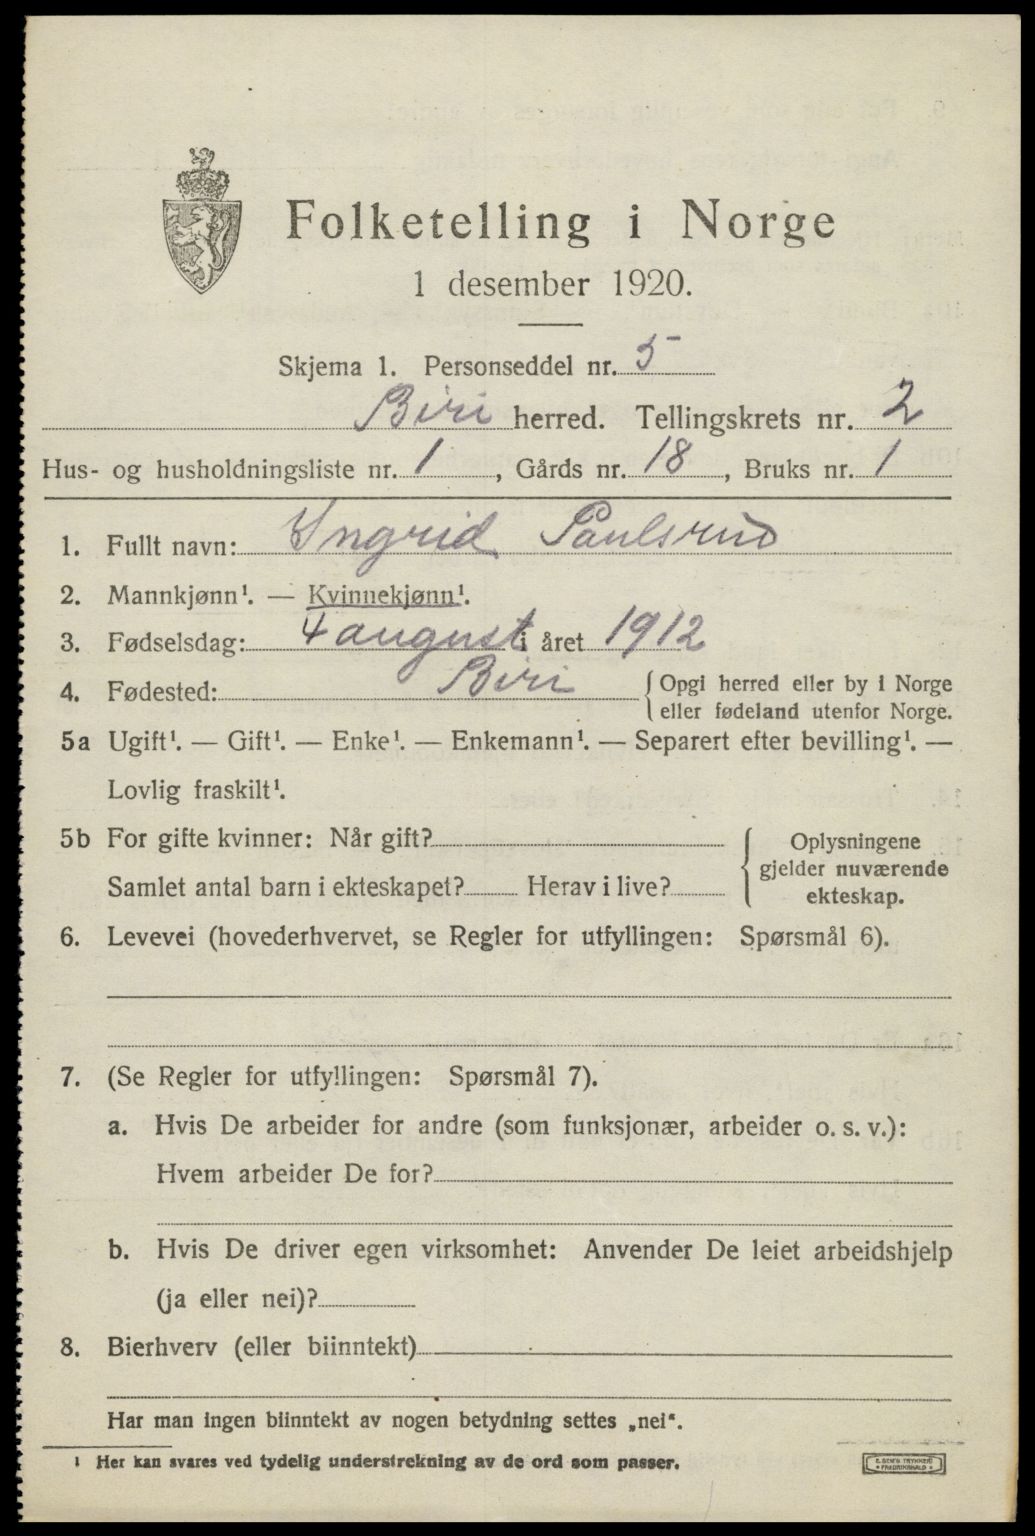 Folketelling i Norge
1 desember 1920.
Skjema 1. Personseddel nr. 5
Biri herred. Tellingskrets nr. 2
Hus- og husholdningsliste nr. 1, Gårds nr. 18, Bruks nr. 1
1. Fullt navn: Ingrid Paulsrud
2. Mannkjønn¹. — Kvinnekjønn¹.
3. Fødselsdag: 4 august i året 1912
4. Fødested: Biri {Opgi herred eller by i Norge
eller fødeland utenfor Norge.
5a Ugift¹. — Gift¹. — Enke¹. — Enkemann¹. — Separert efter bevilling¹. —
Lovlig fraskilt¹.
5b For gifte kvinner: Når gift?
Samlet antal barn i ekteskapet? Herav i live?
{Oplysningene
gjelder nuværende
ekteskap.
6. Levevei (hovederhvervet, se Regler for utfyllingen: Spørsmål 6).
7. (Se Regler for utfyllingen: Spørsmål 7).
a. Hvis De arbeider for andre (som funksjonær, arbeider o. s. v.):
Hvem arbeider De for?
b. Hvis De driver egen virksomhet: Anvender De leiet arbeidshjelp
(ja eller nei)?
8. Bierhverv (eller biinntekt)
Har man ingen biinntekt av nogen betydning settes „nei“.
¹ Her kan svares ved tydelig understrekning av de ord som passer.
E. SEM'S TRYKKERI
FREDRIKSHALD